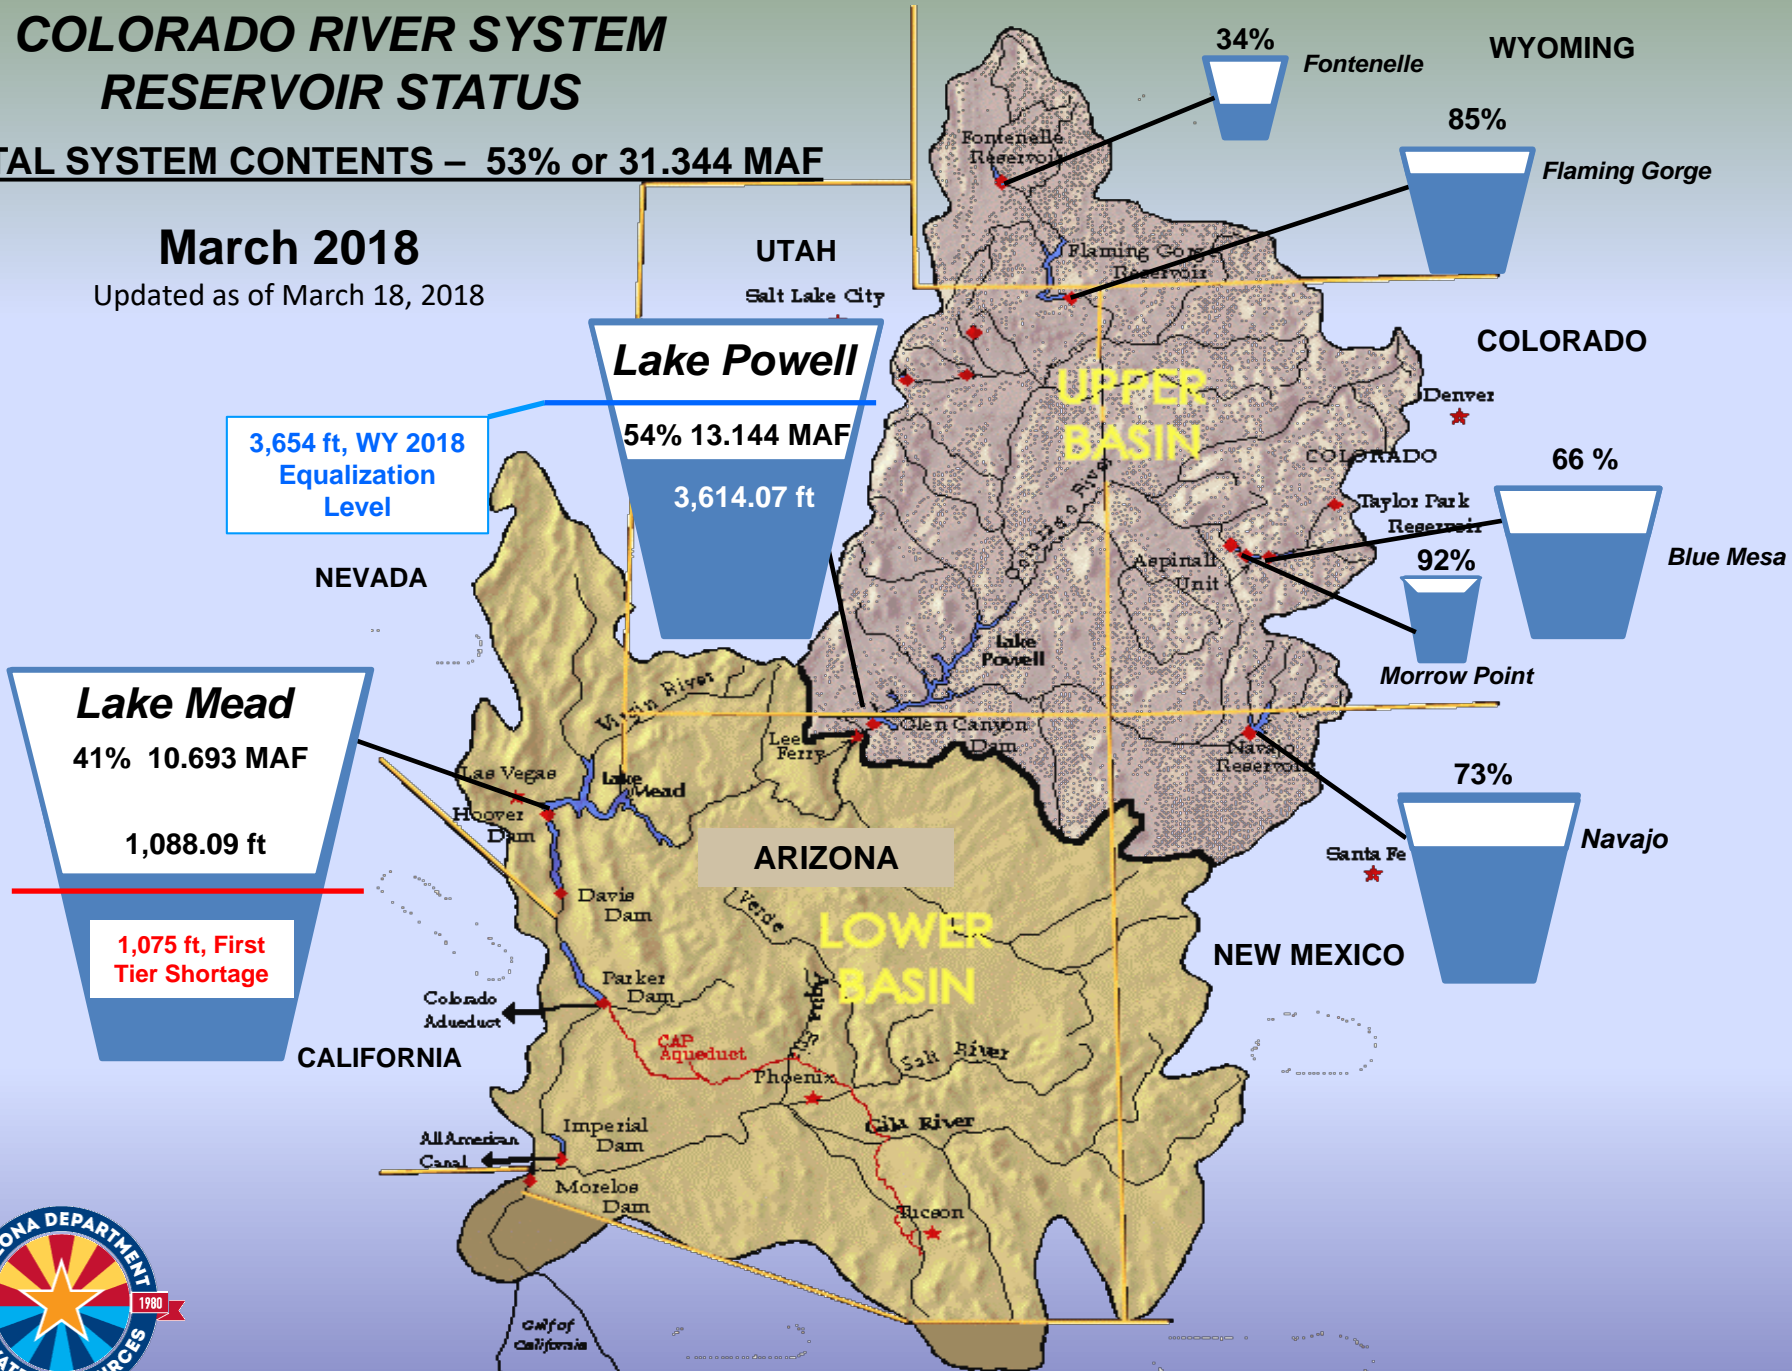 COLORADO RIVER SYSTEM
RESERVOIR STATUS
TAL SYSTEM CONTENTS – 53% or 31.344 MAF
March 2018
Updated as of March 18, 2018
34%
Fontenelle
WYOMING
85%
Flaming Gorge
Fontenelle
Reservoir
UTAH
Salt Lake City
Flaming Gorge
Reservoir
COLORADO
Lake Powell
54% 13.144 MAF
3,614.07 ft
3,654 ft, WY 2018
Equalization
Level
UPPER
BASIN
Denver
COLORADO
66 %
Blue Mesa
Taylor Park
Reservoir
Colorado River
Aspinall
Unit
92%
Morrow Point
NEVADA
Lake
Powell
Lake Mead
41% 10.693 MAF
1,088.09 ft
1,075 ft, First
Tier Shortage
Virgin River
Lee
Ferry
Glen Canyon
Dam
Navajo
Reservoir
73%
Navajo
Las Vegas
Lake
Mead
Hoover
Dam
ARIZONA
Santa Fe
Davis
Dam
Verde
LOWER
BASIN
NEW MEXICO
Parker
Dam
Colorado
Adueduct
CALIFORNIA
CAP
Aqueduct
Aqua
Salt River
Phoenix
Gila River
Imperial
Dam
All American
Canal
Morelos
Dam
Tucson
Gulf of
California
ONA DEPARTMENT
1980